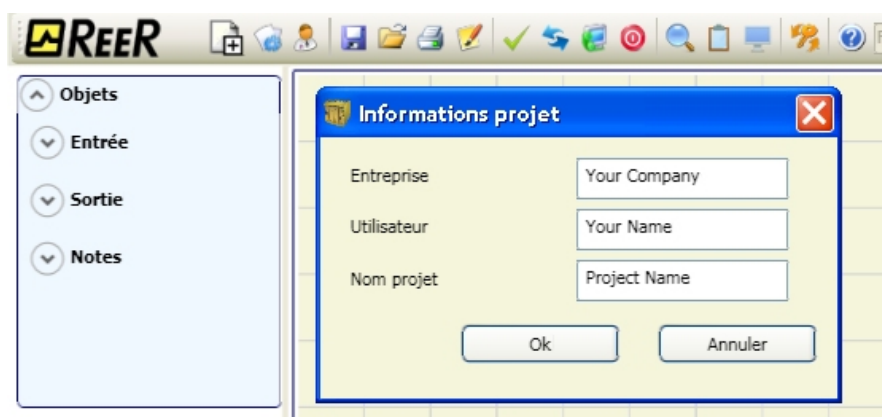 REER
Objets
Entrée
Sortie
Notes
Informations projet
Entreprise Your Company
Utilisateur Your Name
Nom projet Project Name
Ok Annuler